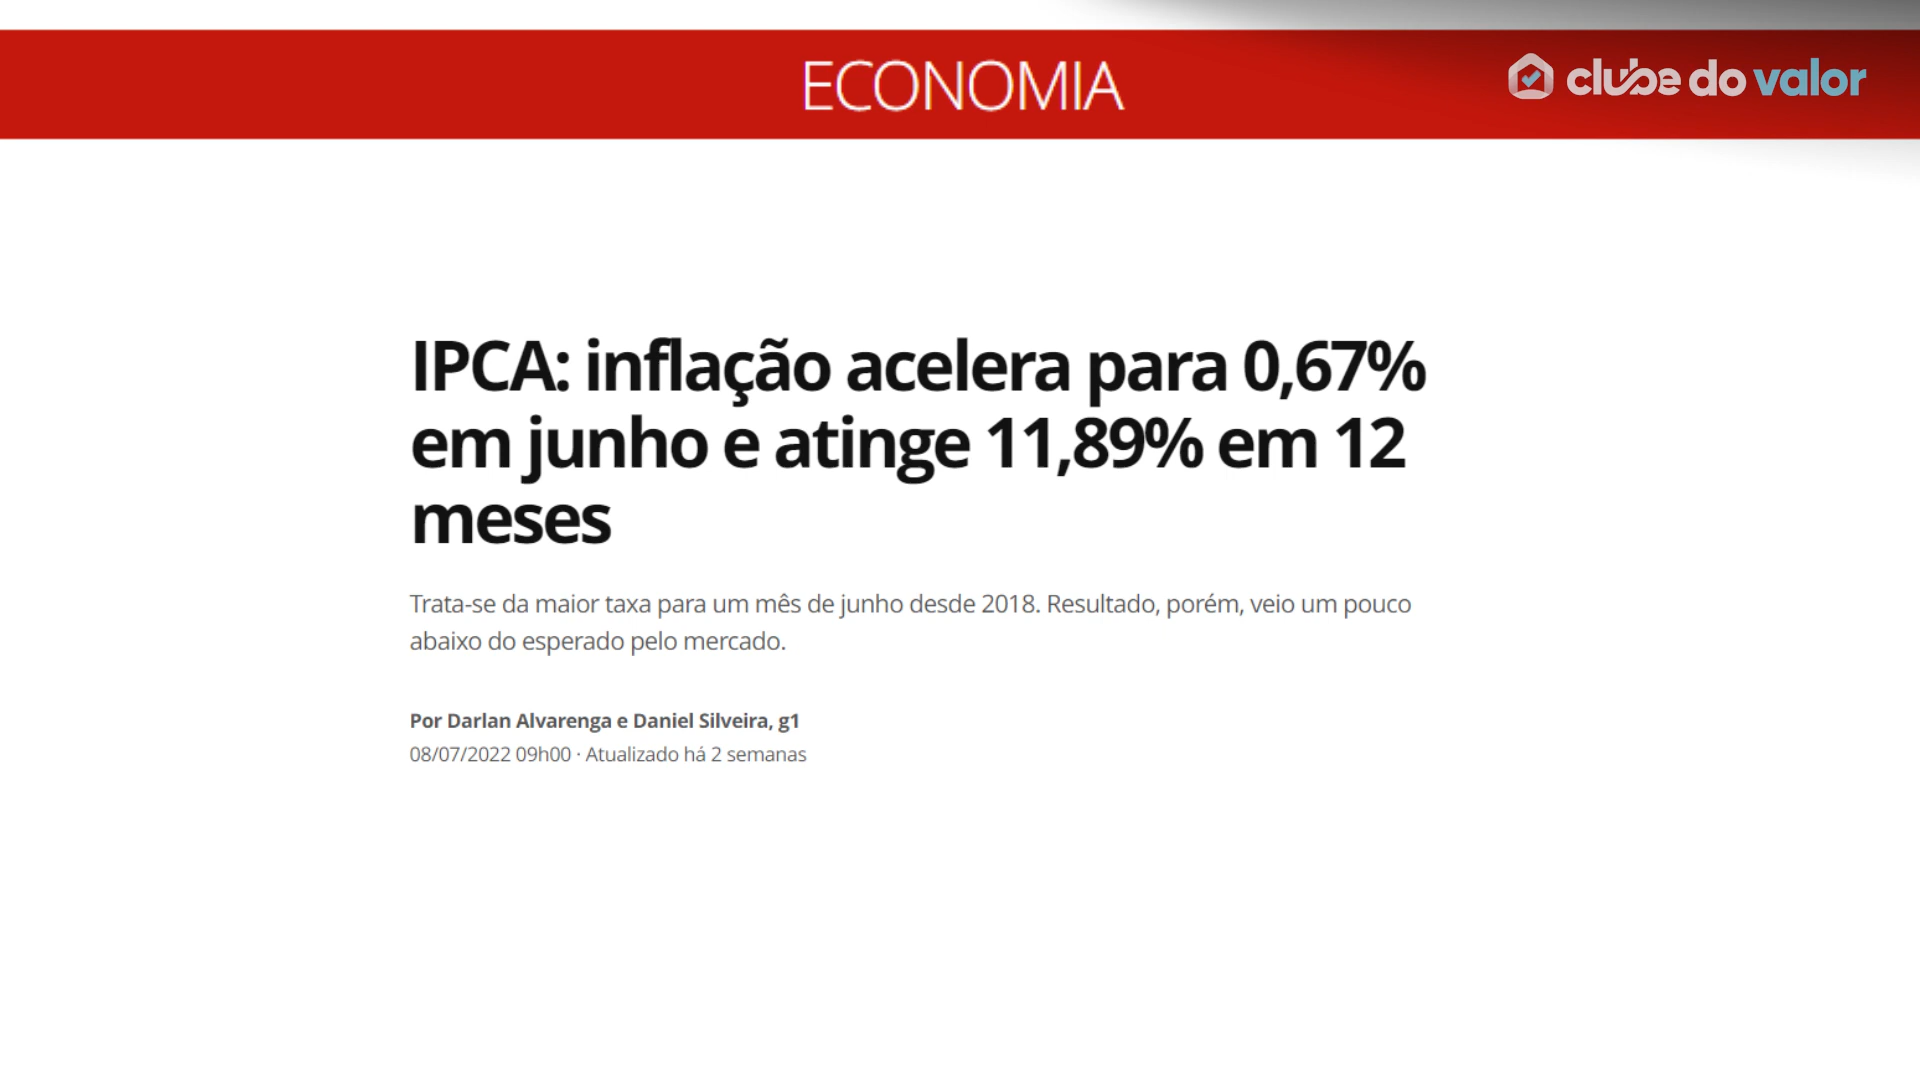 ECONOMIA
clube do valor
IPCA: inflação acelera para 0,67%
em junho e atinge 11,89% em 12
meses
Trata-se da maior taxa para um mês de junho desde 2018. Resultado, porém, veio um pouco
abaixo do esperado pelo mercado.
Por Darlan Alvarenga e Daniel Silveira, g1
08/07/2022 09h00 · Atualizado há 2 semanas